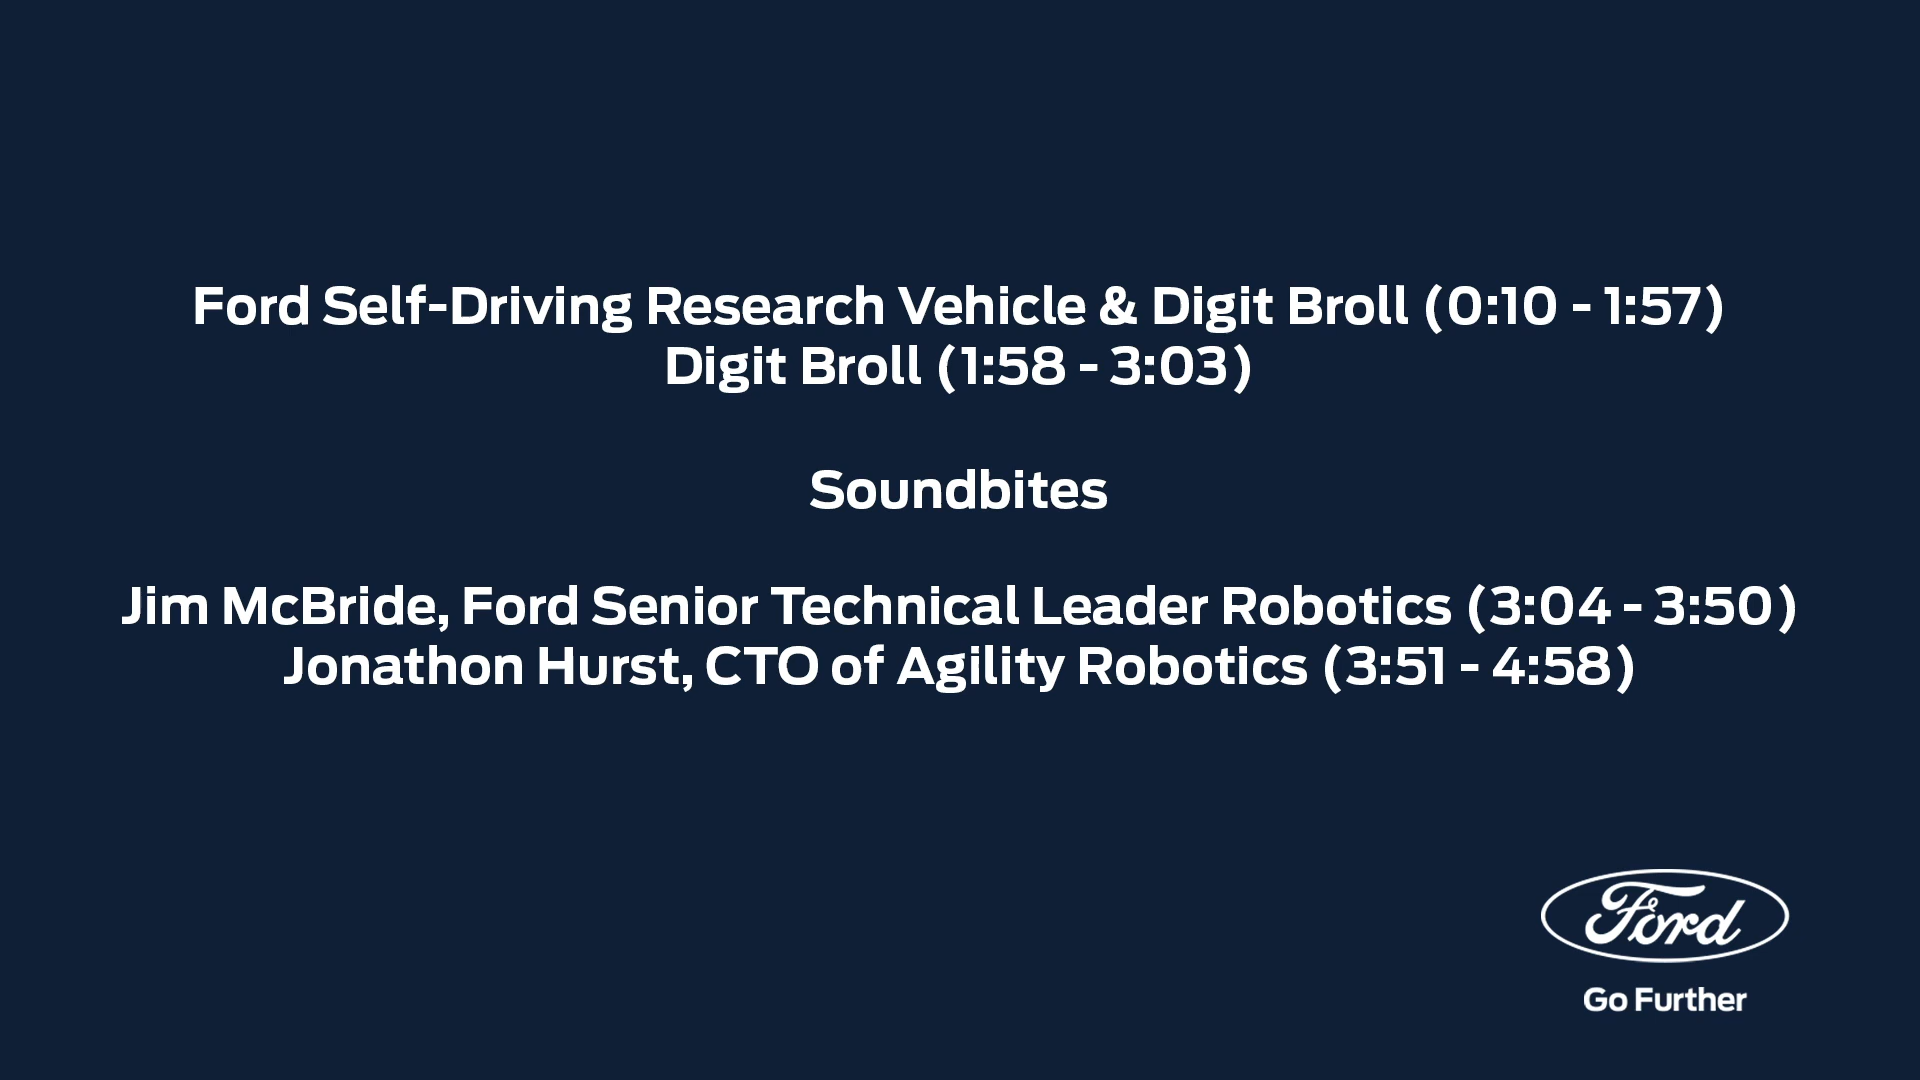 Ford Self-Driving Research Vehicle & Digit Broll (0:10 - 1:57)
Digit Broll (1:58 - 3:03)
Soundbites
Jim McBride, Ford Senior Technical Leader Robotics (3:04 - 3:50)
Jonathon Hurst, CTO of Agility Robotics (3:51 - 4:58)
Ford
Go Further